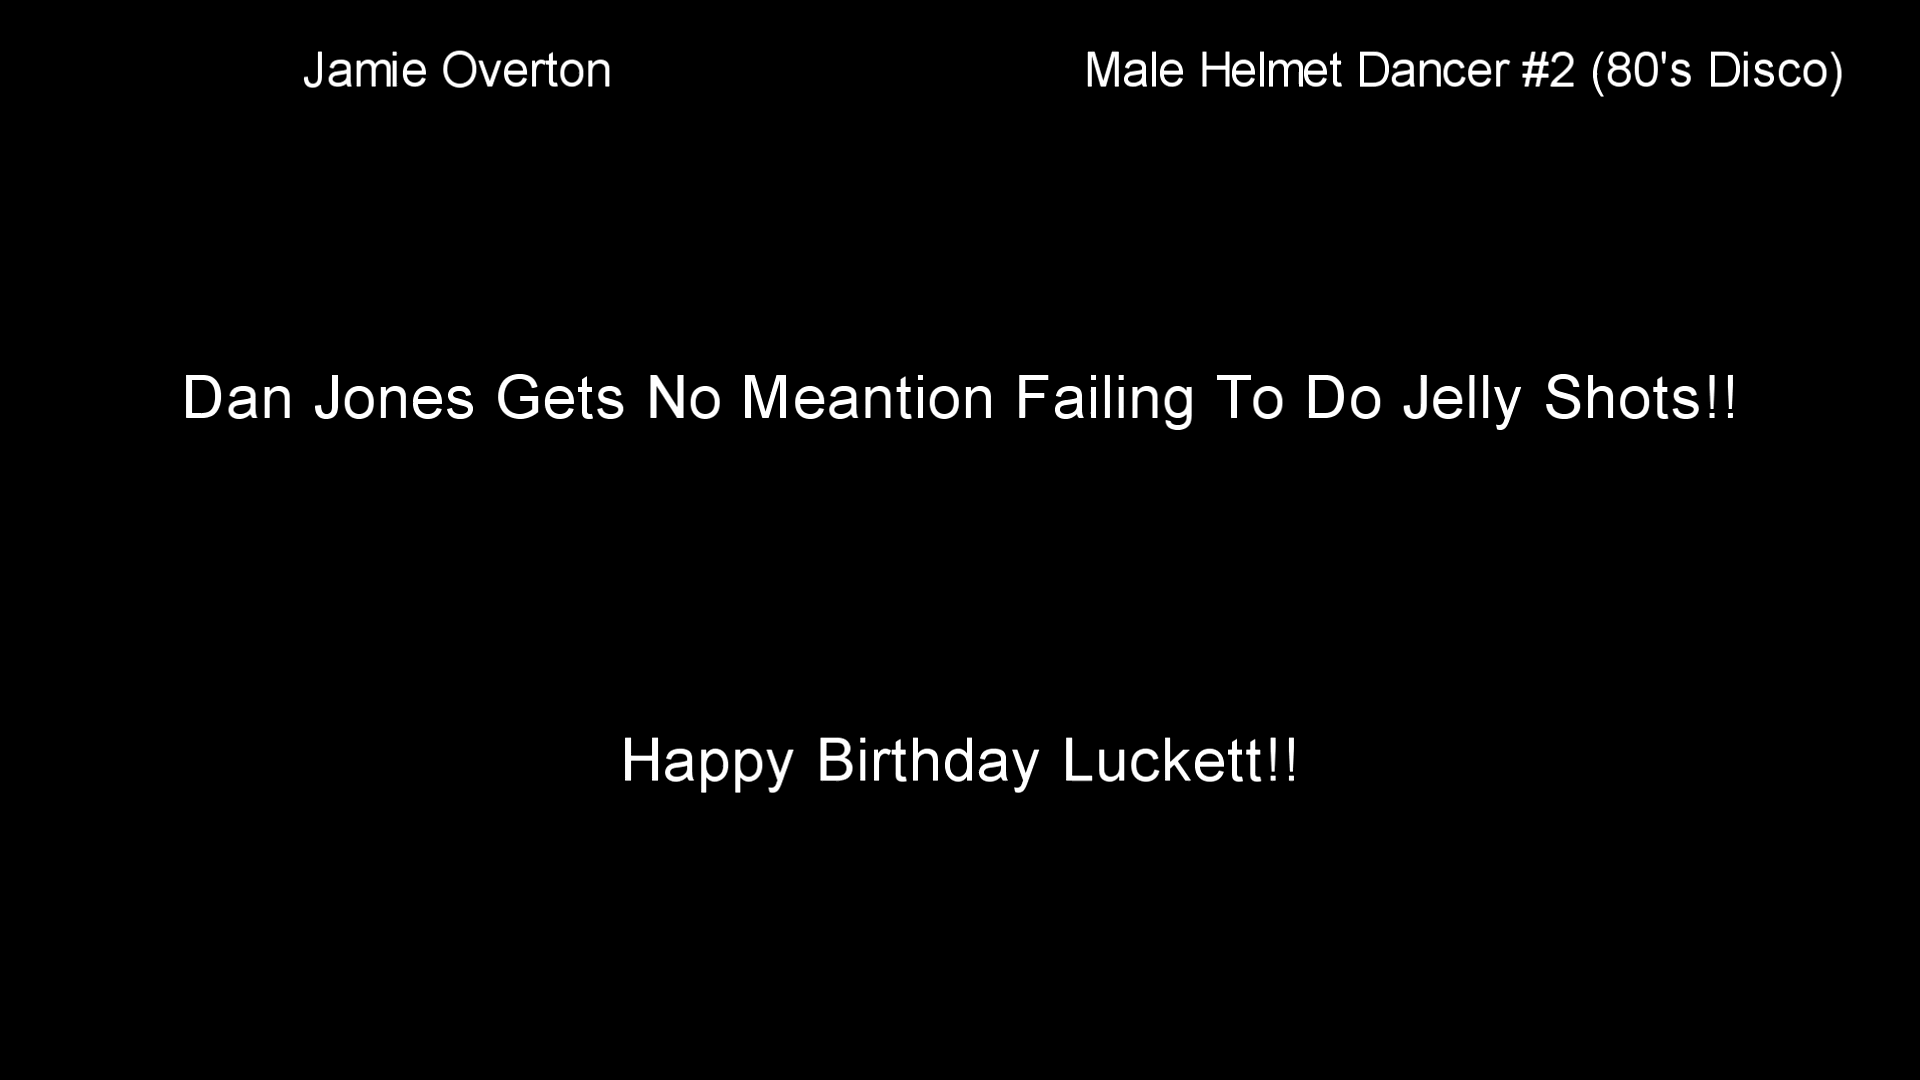 Jamie Overton Male Helmet Dancer #2 (80's Disco)
Dan Jones Gets No Meantion Failing To Do Jelly Shots!!
Happy Birthday Luckett!!